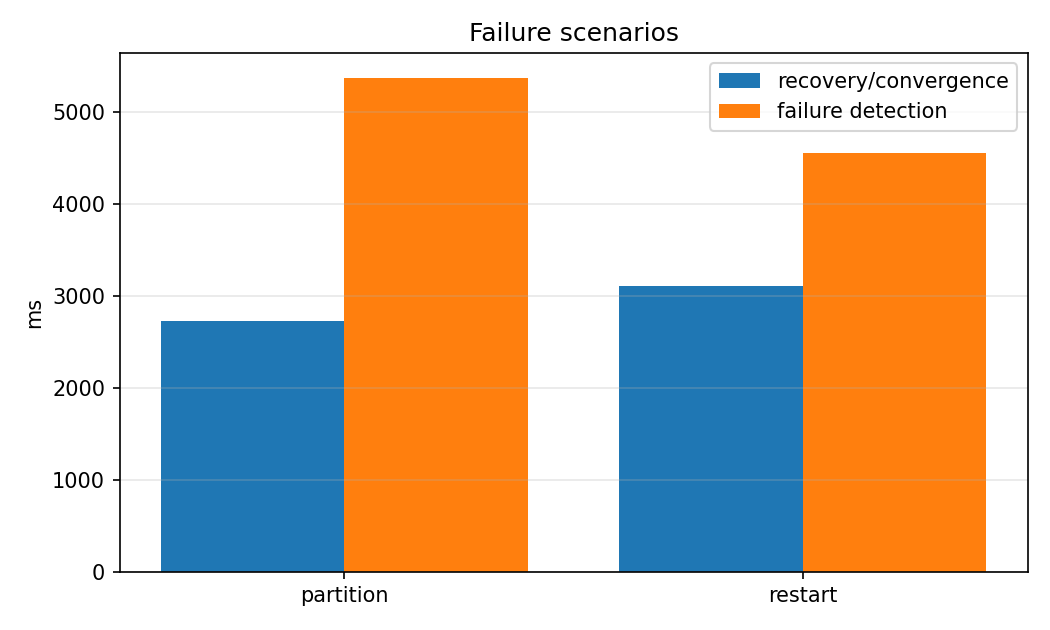 Failure scenarios
recovery/convergence
failure detection
5000
4000
3000
2000
1000
0
ms
partition
restart